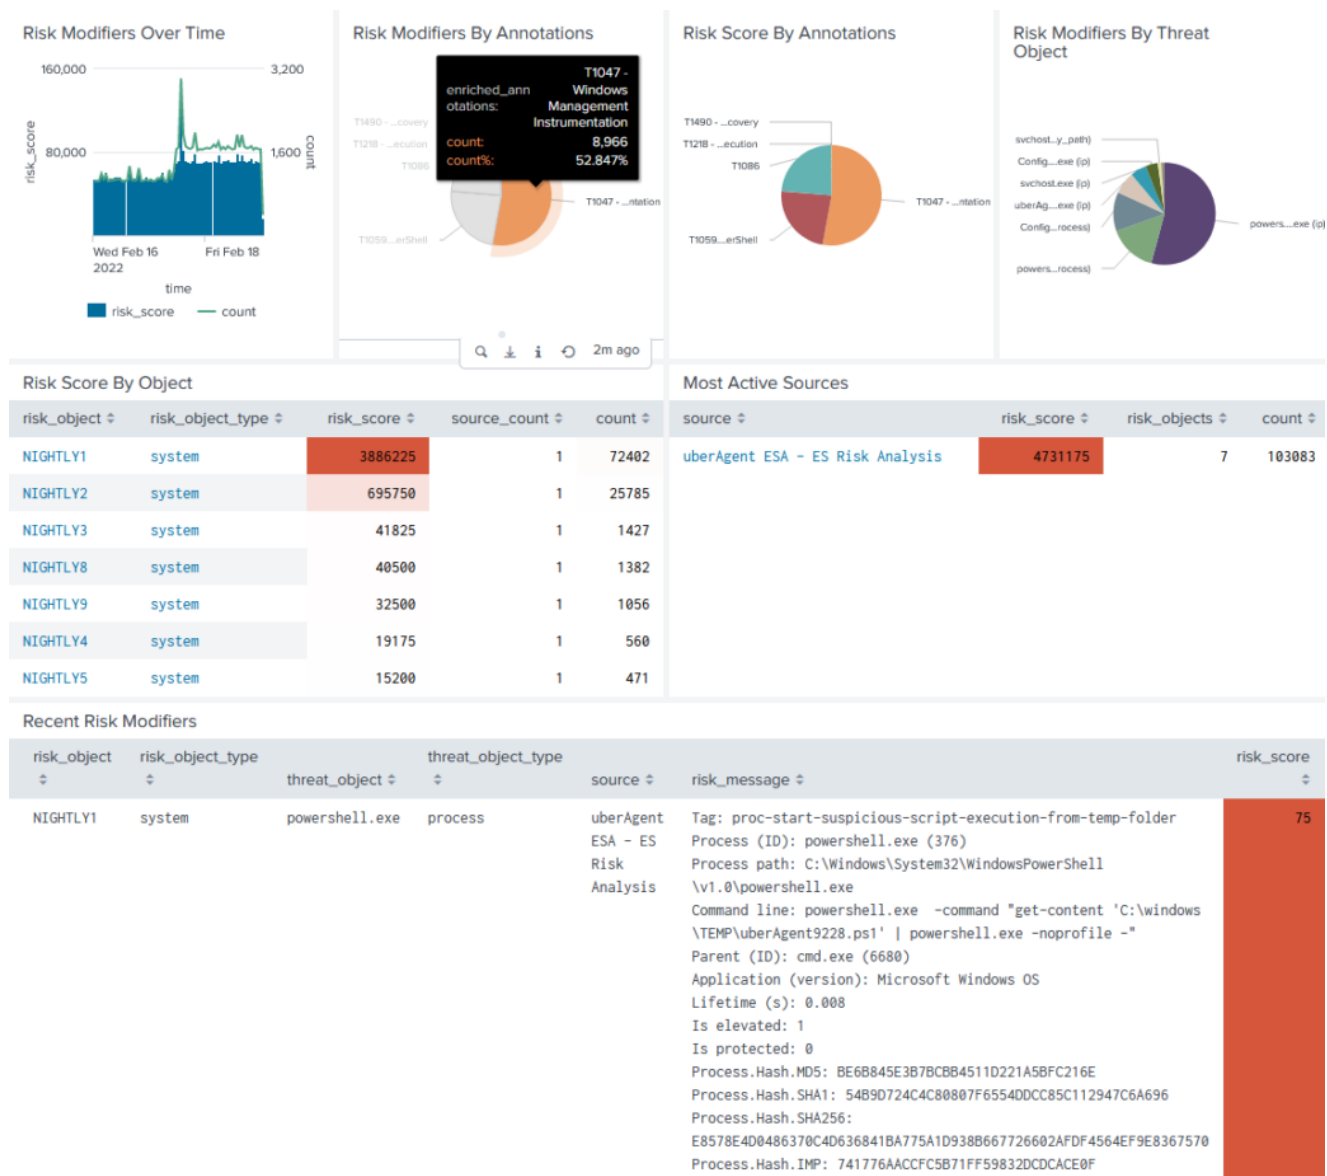 Risk Modifiers Over Time
160,000
3,200
risk_score
80,000
1,600
count
Wed Feb 16
2022
Fri Feb 18
time
risk_score
count
Risk Modifiers By Annotations
T1047 -
enriched_ann
Windows
otations:
Management
Instrumentation
count:
8,966
count%:
52.847%
T1490 - ...covery
T1218 - ...ecution
T1086
T1047 - ...ntation
T1059....erShell
2m ago
Risk Score By Annotations
T1490 - ...covery
T1218 - ...ecution
T1086
T1047 - ...ntation
T1059....erShell
Risk Modifiers By Threat
Object
svchost...y_path)
Config....exe (ip)
svchost.exe (ip)
uberAg....exe (ip)
Config...rocess)
powers...rocess)
powers....exe (ip)
Risk Score By Object
risk_object risk_object_type risk_score source_count count
NIGHTLY1 system 3886225 1 72402
NIGHTLY2 system 695750 1 25785
NIGHTLY3 system 41825 1 1427
NIGHTLY8 system 40500 1 1382
NIGHTLY9 system 32500 1 1056
NIGHTLY4 system 19175 1 560
NIGHTLY5 system 15200 1 471
Most Active Sources
source risk_score risk_objects count
uberAgent ESA - ES Risk Analysis 4731175 7 103083
Recent Risk Modifiers
risk_object risk_object_type threat_object threat_object_type source risk_message risk_score
NIGHTLY1 system powershell.exe process
uberAgent
ESA - ES
Risk
Analysis
Tag: proc-start-suspicious-script-execution-from-temp-folder
Process (ID): powershell.exe (376)
Process path: C:\Windows\System32\WindowsPowerShell
\v1.0\powershell.exe
Command line: powershell.exe  -command "get-content 'C:\windows
\TEMP\uberAgent9228.ps1' | powershell.exe -noprofile -"
Parent (ID): cmd.exe (6680)
Application (version): Microsoft Windows OS
Lifetime (s): 0.008
Is elevated: 1
Is protected: 0
Process.Hash.MD5: BE6B845E3B7BCBB4511D221A5BFC216E
Process.Hash.SHA1: 54B9D724C4C80807F6554DDCC85C112947C6A696
Process.Hash.SHA256:
E8578E4D0486370C4D636841BA775A1D938B667726602AFDF4564EF9E8367570
Process.Hash.IMP: 741776AACCFC5B71FF59832DCDCACE0F
75